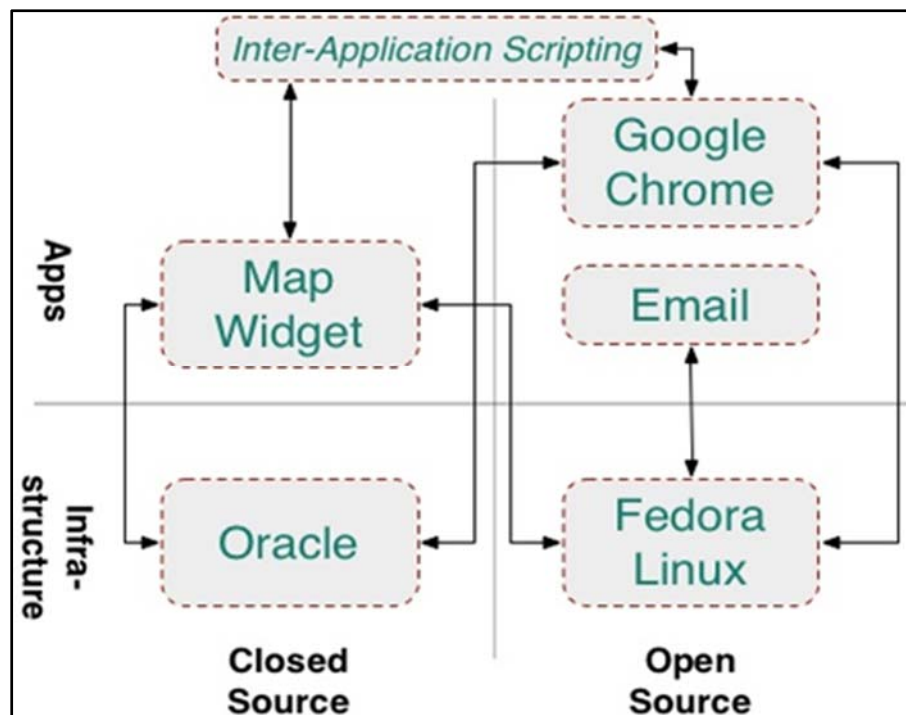 Inter-Application Scripting
Google
Chrome
Map
Widget
Email
Apps
Oracle
Fedora
Linux
Infra-
structure
Closed
Source
Open
Source